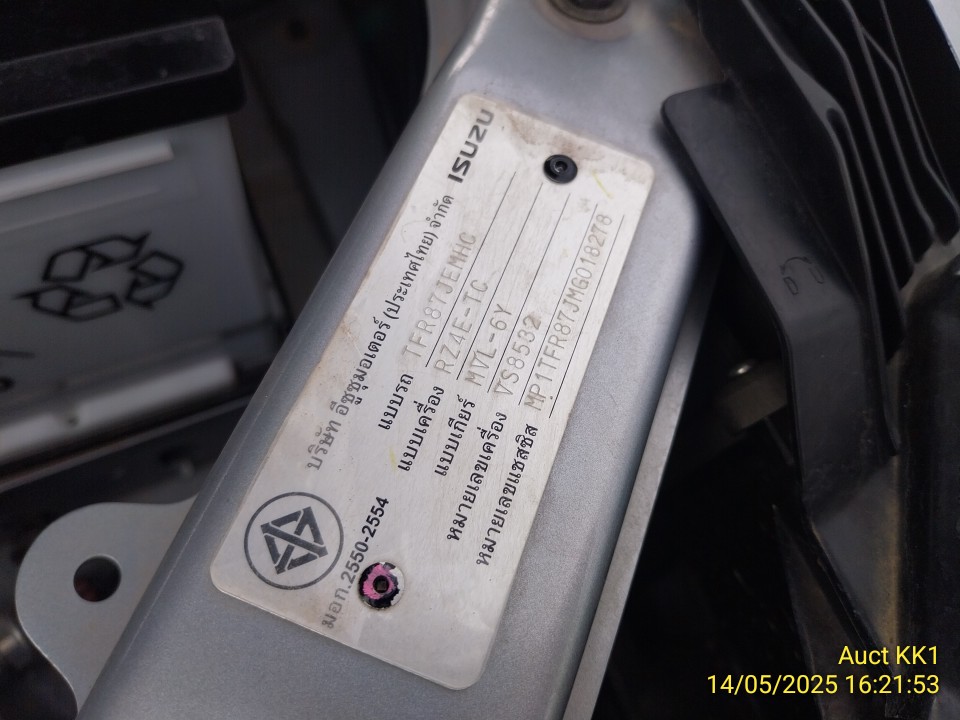 ISUZU
บริษัท อีซูซุมอเตอร์ (ประเทศไทย) จำกัด
แบบรถ TFR87JEMHG
แบบเครื่อง RZ4E-TC
แบบเกียร์ MVL-6Y
หมายเลขเครื่อง VS8532
หมายเลขแชสซิส MP1TFR87JMG018278
มอก.2550-2554
Auct KK1
14/05/2025 16:21:53